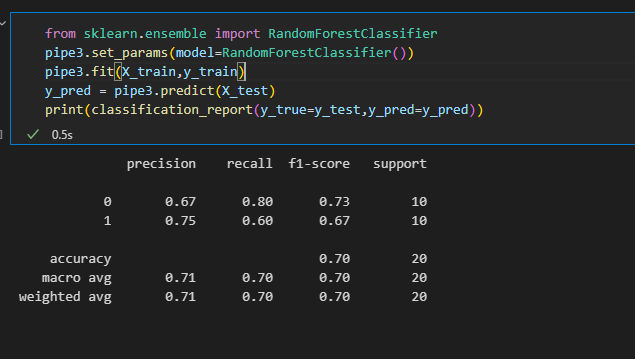 from sklearn.ensemble import RandomForestClassifier
pipe3.set_params(model=RandomForestClassifier())
pipe3.fit(X_train,y_train)
y_pred = pipe3.predict(X_test)
print(classification_report(y_true=y_test,y_pred=y_pred))
✓ 0.5s
precision recall f1-score support
0 0.67 0.80 0.73 10
1 0.75 0.60 0.67 10
accuracy 0.70 20
macro avg 0.71 0.70 0.70 20
weighted avg 0.71 0.70 0.70 20